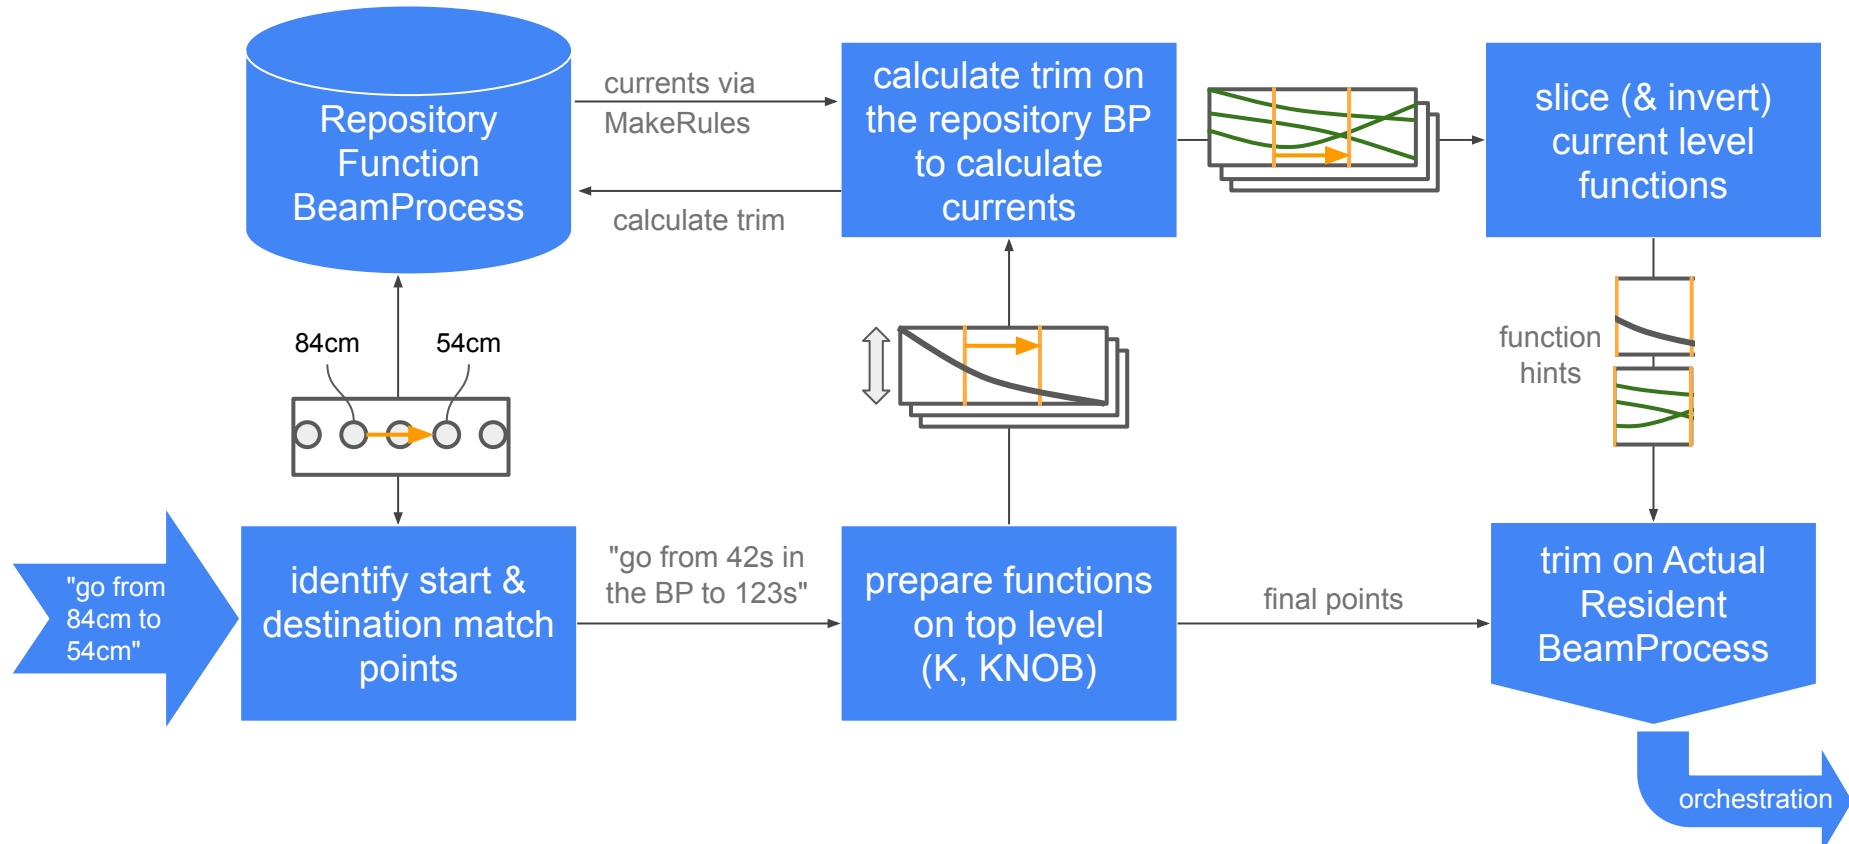 Repository
Function
BeamProcess
currents via
MakeRules
calculate trim
calculate trim on
the repository BP
to calculate
currents
slice (& invert)
current level
functions
84cm
54cm
function
hints
"go from
84cm to
54cm"
identify start &
destination match
points
"go from 42s in
the BP to 123s"
prepare functions
on top level
(K, KNOB)
final points
trim on Actual
Resident
BeamProcess
orchestration